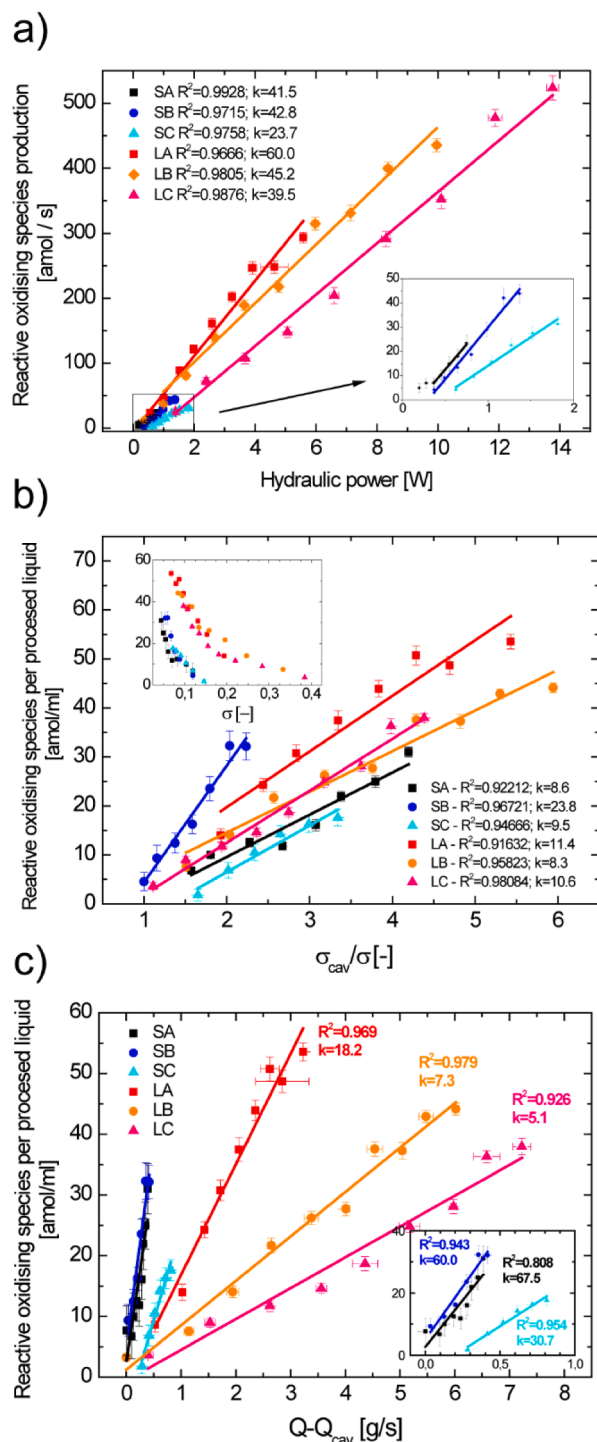 a)
SA R²=0.9928; k=41.5
SB R²=0.9715; k=42.8
SC R²=0.9758; k=23.7
LA R²=0.9666; k=60.0
LB R²=0.9805; k=45.2
LC R²=0.9876; k=39.5
Reactive oxidising species production
[amol / s]
500
400
300
200
100
0
50
40
30
20
10
0
0 1 2
0 2 4 6 8 10 12 14
Hydraulic power [W]
b)
Reactive oxidising species per procesed liquid
[amol/ml]
70
60
50
40
30
20
10
0
60
40
20
0
0,1 0,2 0,3 0,4
σ[-]
SA - R²=0.92212; k=8.6
SB - R²=0.96721; k=23.8
SC - R²=0.94666; k=9.5
LA - R²=0.91632; k=11.4
LB - R²=0.95823; k=8.3
LC - R²=0.98084; k=10.6
1 2 3 4 5 6
σcav/σ[-]
c)
Reactive oxidising species per procesed liquid
[amol/ml]
60
50
40
30
20
10
0
SA
SB
SC
LA
LB
LC
R²=0.969
k=18.2
R²=0.979
k=7.3
R²=0.926
k=5.1
40
20
0
R²=0.943
k=60.0
R²=0.808
k=67.5
R²=0.954
k=30.7
0.0 0.5 1.0
0 1 2 3 4 5 6 7 8
Q-Qcav [g/s]